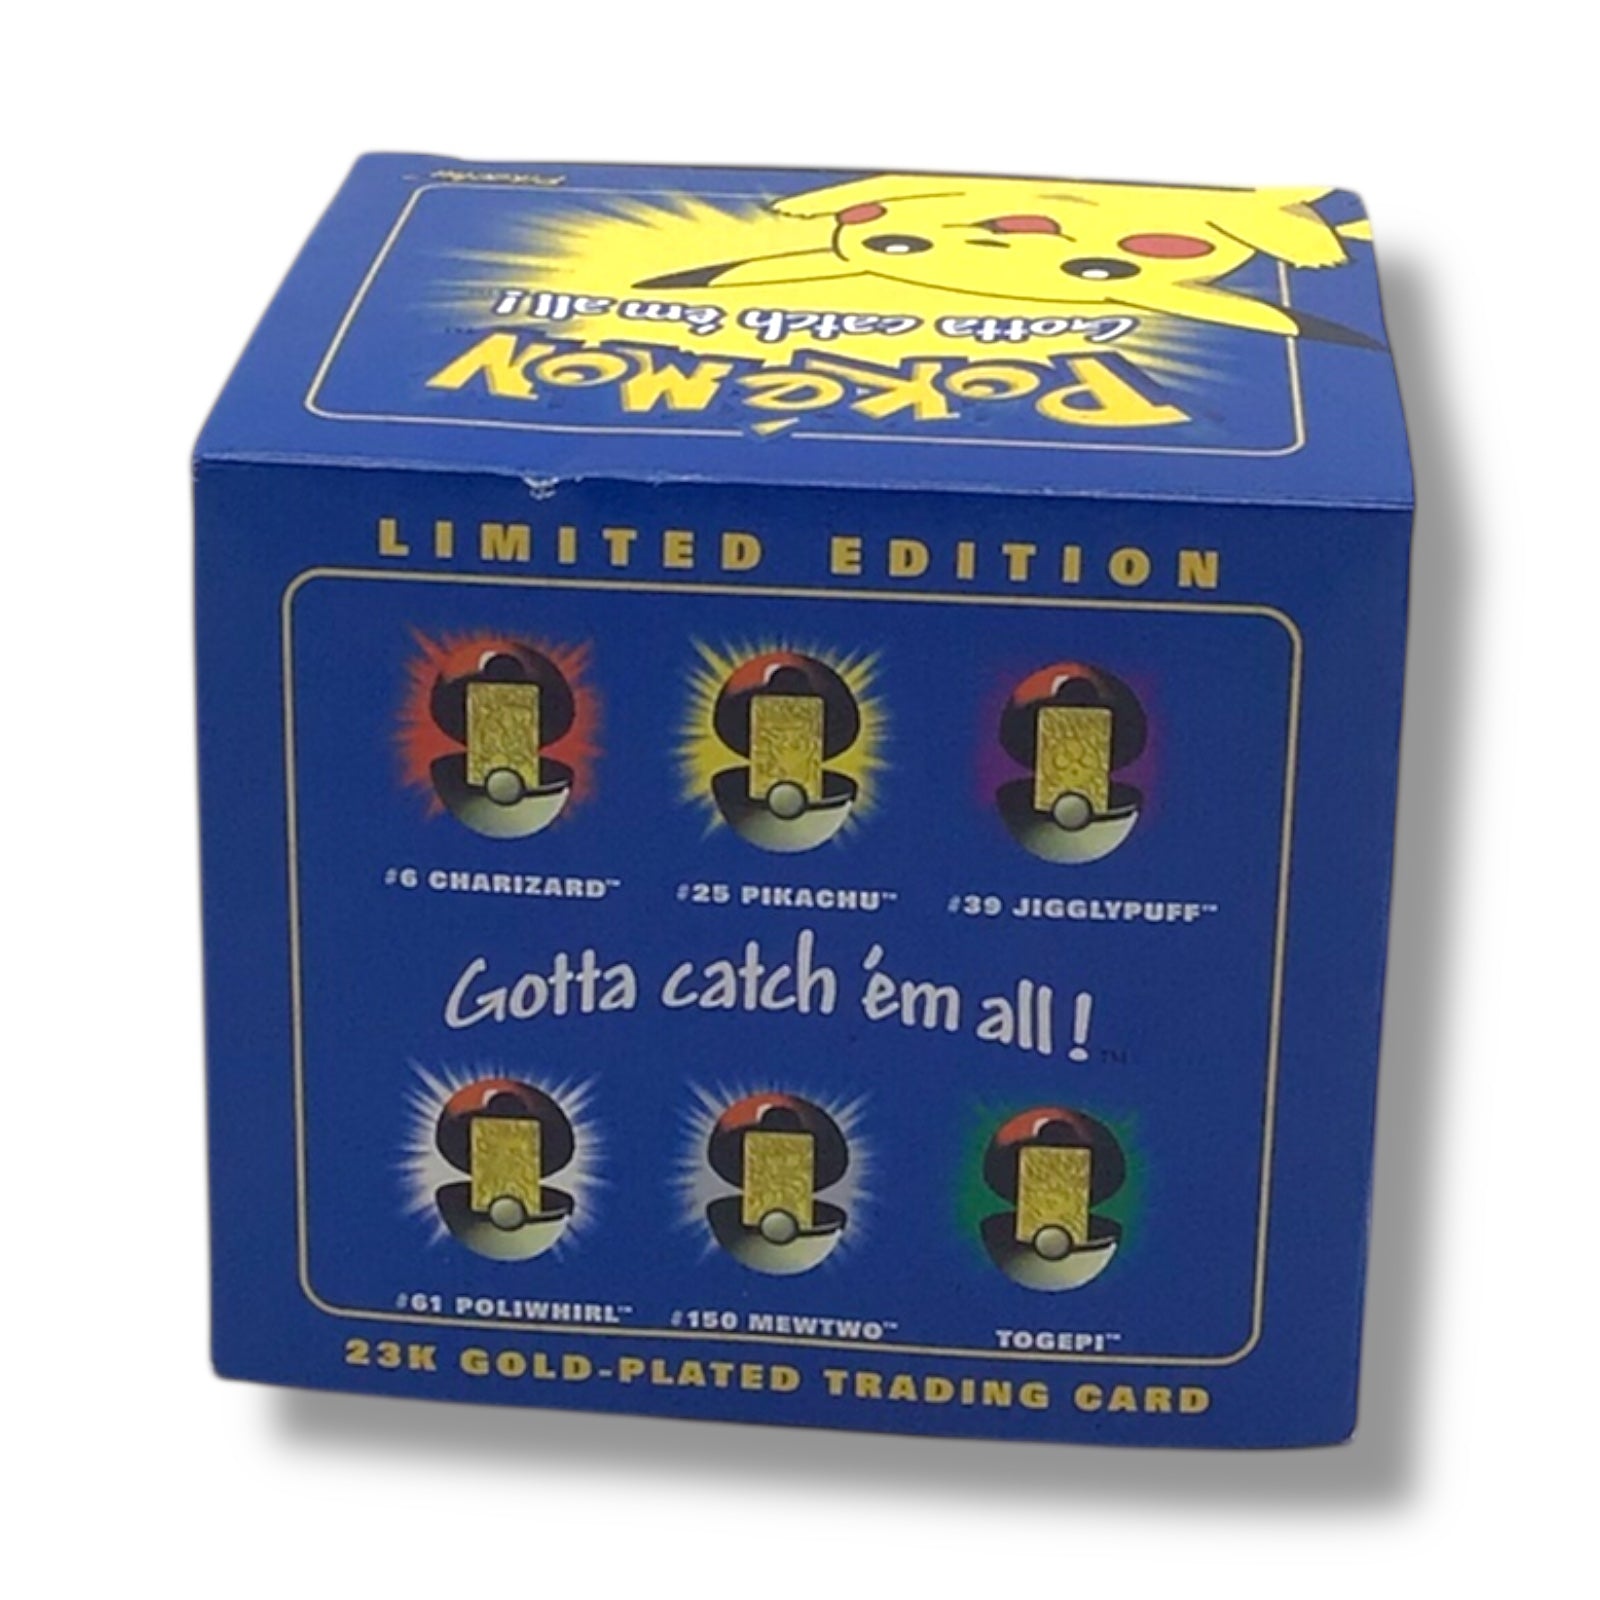 Pikachu™
Gotta catch 'em all!
POKéMON
LIMITED EDITION
#6 CHARIZARD™
#25 PIKACHU™
#39 JIGGLYPUFF™
Gotta catch 'em all!™
#61 POLIWHIRL™
#150 MEWTWO™
TOGEPI™
23K GOLD-PLATED TRADING CARD